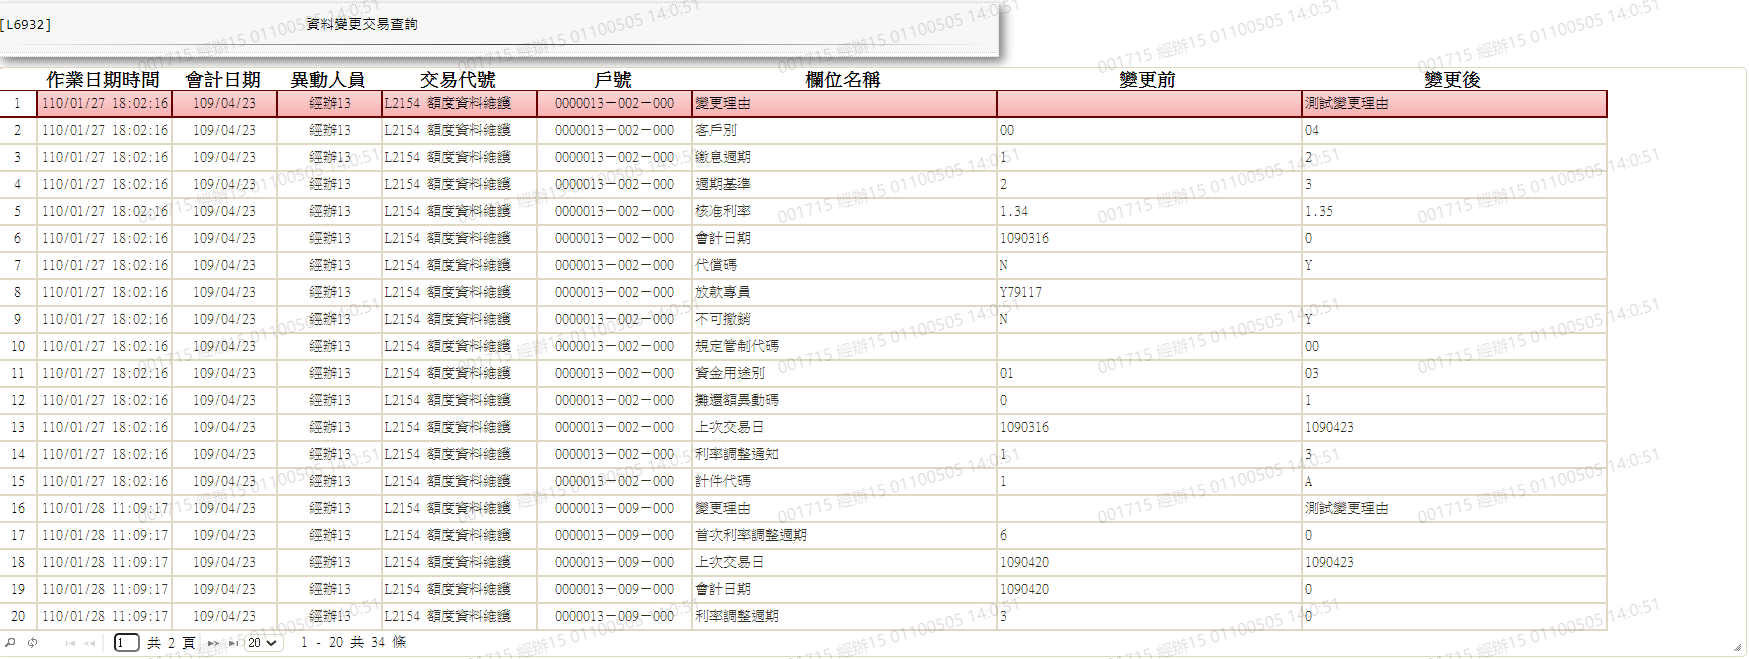 [L6932] 資料變更交易查詢
作業日期時間 會計日期 異動人員 交易代號 戶號 欄位名稱 變更前 變更後
1 110/01/27 18:02:16 109/04/23 經辦13 L2154 額度資料維護 0000013-002-000 變更理由 測試變更理由
2 110/01/27 18:02:16 109/04/23 經辦13 L2154 額度資料維護 0000013-002-000 客戶別 00 04
3 110/01/27 18:02:16 109/04/23 經辦13 L2154 額度資料維護 0000013-002-000 繳息週期 1 2
4 110/01/27 18:02:16 109/04/23 經辦13 L2154 額度資料維護 0000013-002-000 週期基準 2 3
5 110/01/27 18:02:16 109/04/23 經辦13 L2154 額度資料維護 0000013-002-000 核准利率 1.34 1.35
6 110/01/27 18:02:16 109/04/23 經辦13 L2154 額度資料維護 0000013-002-000 會計日期 1090316 0
7 110/01/27 18:02:16 109/04/23 經辦13 L2154 額度資料維護 0000013-002-000 代償碼 N Y
8 110/01/27 18:02:16 109/04/23 經辦13 L2154 額度資料維護 0000013-002-000 放款專員 Y79117
9 110/01/27 18:02:16 109/04/23 經辦13 L2154 額度資料維護 0000013-002-000 不可撤銷 N Y
10 110/01/27 18:02:16 109/04/23 經辦13 L2154 額度資料維護 0000013-002-000 規定管制代碼 00
11 110/01/27 18:02:16 109/04/23 經辦13 L2154 額度資料維護 0000013-002-000 資金用途別 01 03
12 110/01/27 18:02:16 109/04/23 經辦13 L2154 額度資料維護 0000013-002-000 攤還額異動碼 0 1
13 110/01/27 18:02:16 109/04/23 經辦13 L2154 額度資料維護 0000013-002-000 上次交易日 1090316 1090423
14 110/01/27 18:02:16 109/04/23 經辦13 L2154 額度資料維護 0000013-002-000 利率調整通知 1 3
15 110/01/27 18:02:16 109/04/23 經辦13 L2154 額度資料維護 0000013-002-000 計件代碼 1 A
16 110/01/28 11:09:17 109/04/23 經辦13 L2154 額度資料維護 0000013-009-000 變更理由 測試變更理由
17 110/01/28 11:09:17 109/04/23 經辦13 L2154 額度資料維護 0000013-009-000 首次利率調整週期 6 0
18 110/01/28 11:09:17 109/04/23 經辦13 L2154 額度資料維護 0000013-009-000 上次交易日 1090420 1090423
19 110/01/28 11:09:17 109/04/23 經辦13 L2154 額度資料維護 0000013-009-000 會計日期 1090420 0
20 110/01/28 11:09:17 109/04/23 經辦13 L2154 額度資料維護 0000013-009-000 利率調整週期 3 0
1 共 2 頁 20 1 - 20 共 34 條
001715 經辦15 01100505 14:0:51